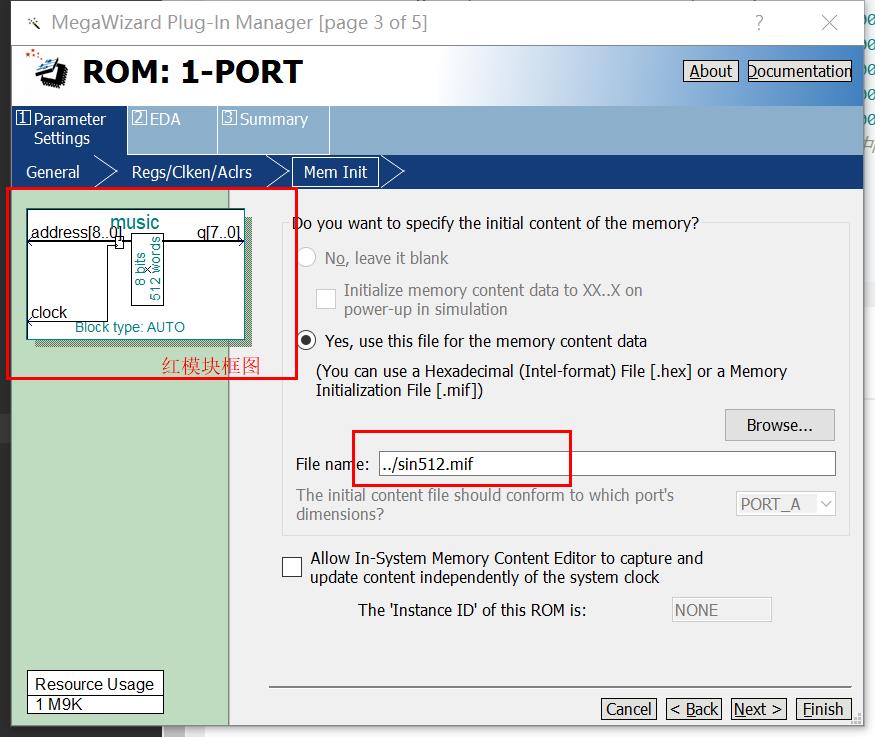 MegaWizard Plug-In Manager [page 3 of 5]
ROM: 1-PORT
About
Documentation
1 Parameter Settings
2 EDA
3 Summary
General
Regs/Clken/Aclrs
Mem Init
music
address[8..0]
q[7..0]
8 bits
512 words
clock
Block type: AUTO
红模块框图
Do you want to specify the initial content of the memory?
No, leave it blank
Initialize memory content data to XX..X on
power-up in simulation
Yes, use this file for the memory content data
(You can use a Hexadecimal (Intel-format) File [.hex] or a Memory
Initialization File [.mif])
Browse...
File name: ../sin512.mif
The initial content file should conform to which port's
dimensions?
PORT_A
Allow In-System Memory Content Editor to capture and
update content independently of the system clock
The 'Instance ID' of this ROM is:
NONE
Resource Usage
1 M9K
Cancel
< Back
Next >
Finish